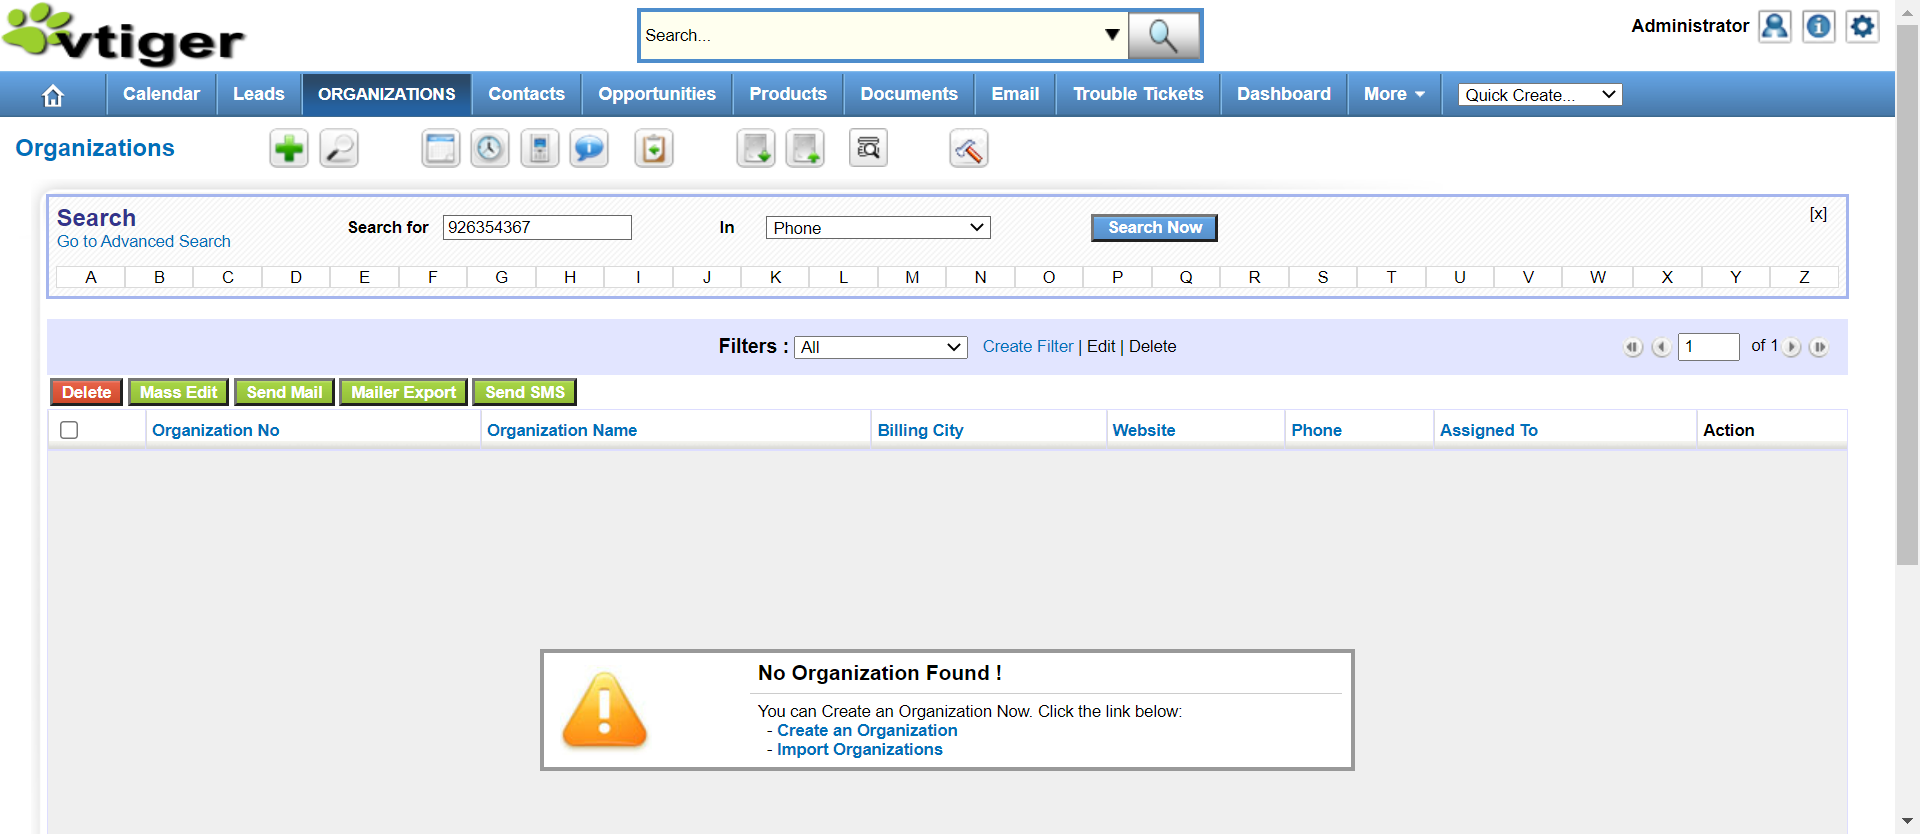 vtiger
Search...
Administrator
Calendar Leads ORGANIZATIONS Contacts Opportunities Products Documents Email Trouble Tickets Dashboard More Quick Create...
Organizations
Search
Go to Advanced Search
Search for 926354367 In Phone Search Now [x]
A B C D E F G H I J K L M N O P Q R S T U V W X Y Z
Filters : All Create Filter | Edit | Delete 1 of 1
Delete Mass Edit Send Mail Mailer Export Send SMS
Organization No Organization Name Billing City Website Phone Assigned To Action
No Organization Found !
You can Create an Organization Now. Click the link below:
- Create an Organization
- Import Organizations